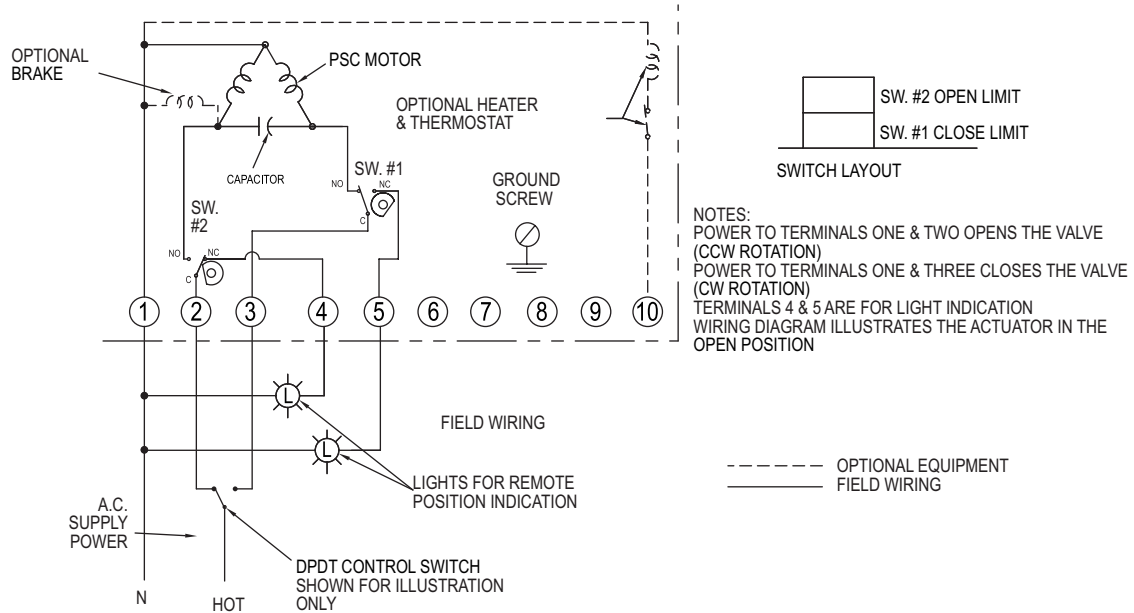 OPTIONAL
BRAKE
PSC MOTOR
OPTIONAL HEATER
& THERMOSTAT
CAPACITOR
SW. #1
NO
NC
C
SW.
#2
NO
NC
C
GROUND
SCREW
1 2 3 4 5 6 7 8 9 10
SW. #2 OPEN LIMIT
SW. #1 CLOSE LIMIT
SWITCH LAYOUT
NOTES:
POWER TO TERMINALS ONE & TWO OPENS THE VALVE
(CCW ROTATION)
POWER TO TERMINALS ONE & THREE CLOSES THE VALVE
(CW ROTATION)
TERMINALS 4 & 5 ARE FOR LIGHT INDICATION
WIRING DIAGRAM ILLUSTRATES THE ACTUATOR IN THE
OPEN POSITION
L
L
FIELD WIRING
LIGHTS FOR REMOTE
POSITION INDICATION
A.C.
SUPPLY
POWER
DPDT CONTROL SWITCH
SHOWN FOR ILLUSTRATION
ONLY
N
HOT
OPTIONAL EQUIPMENT
FIELD WIRING